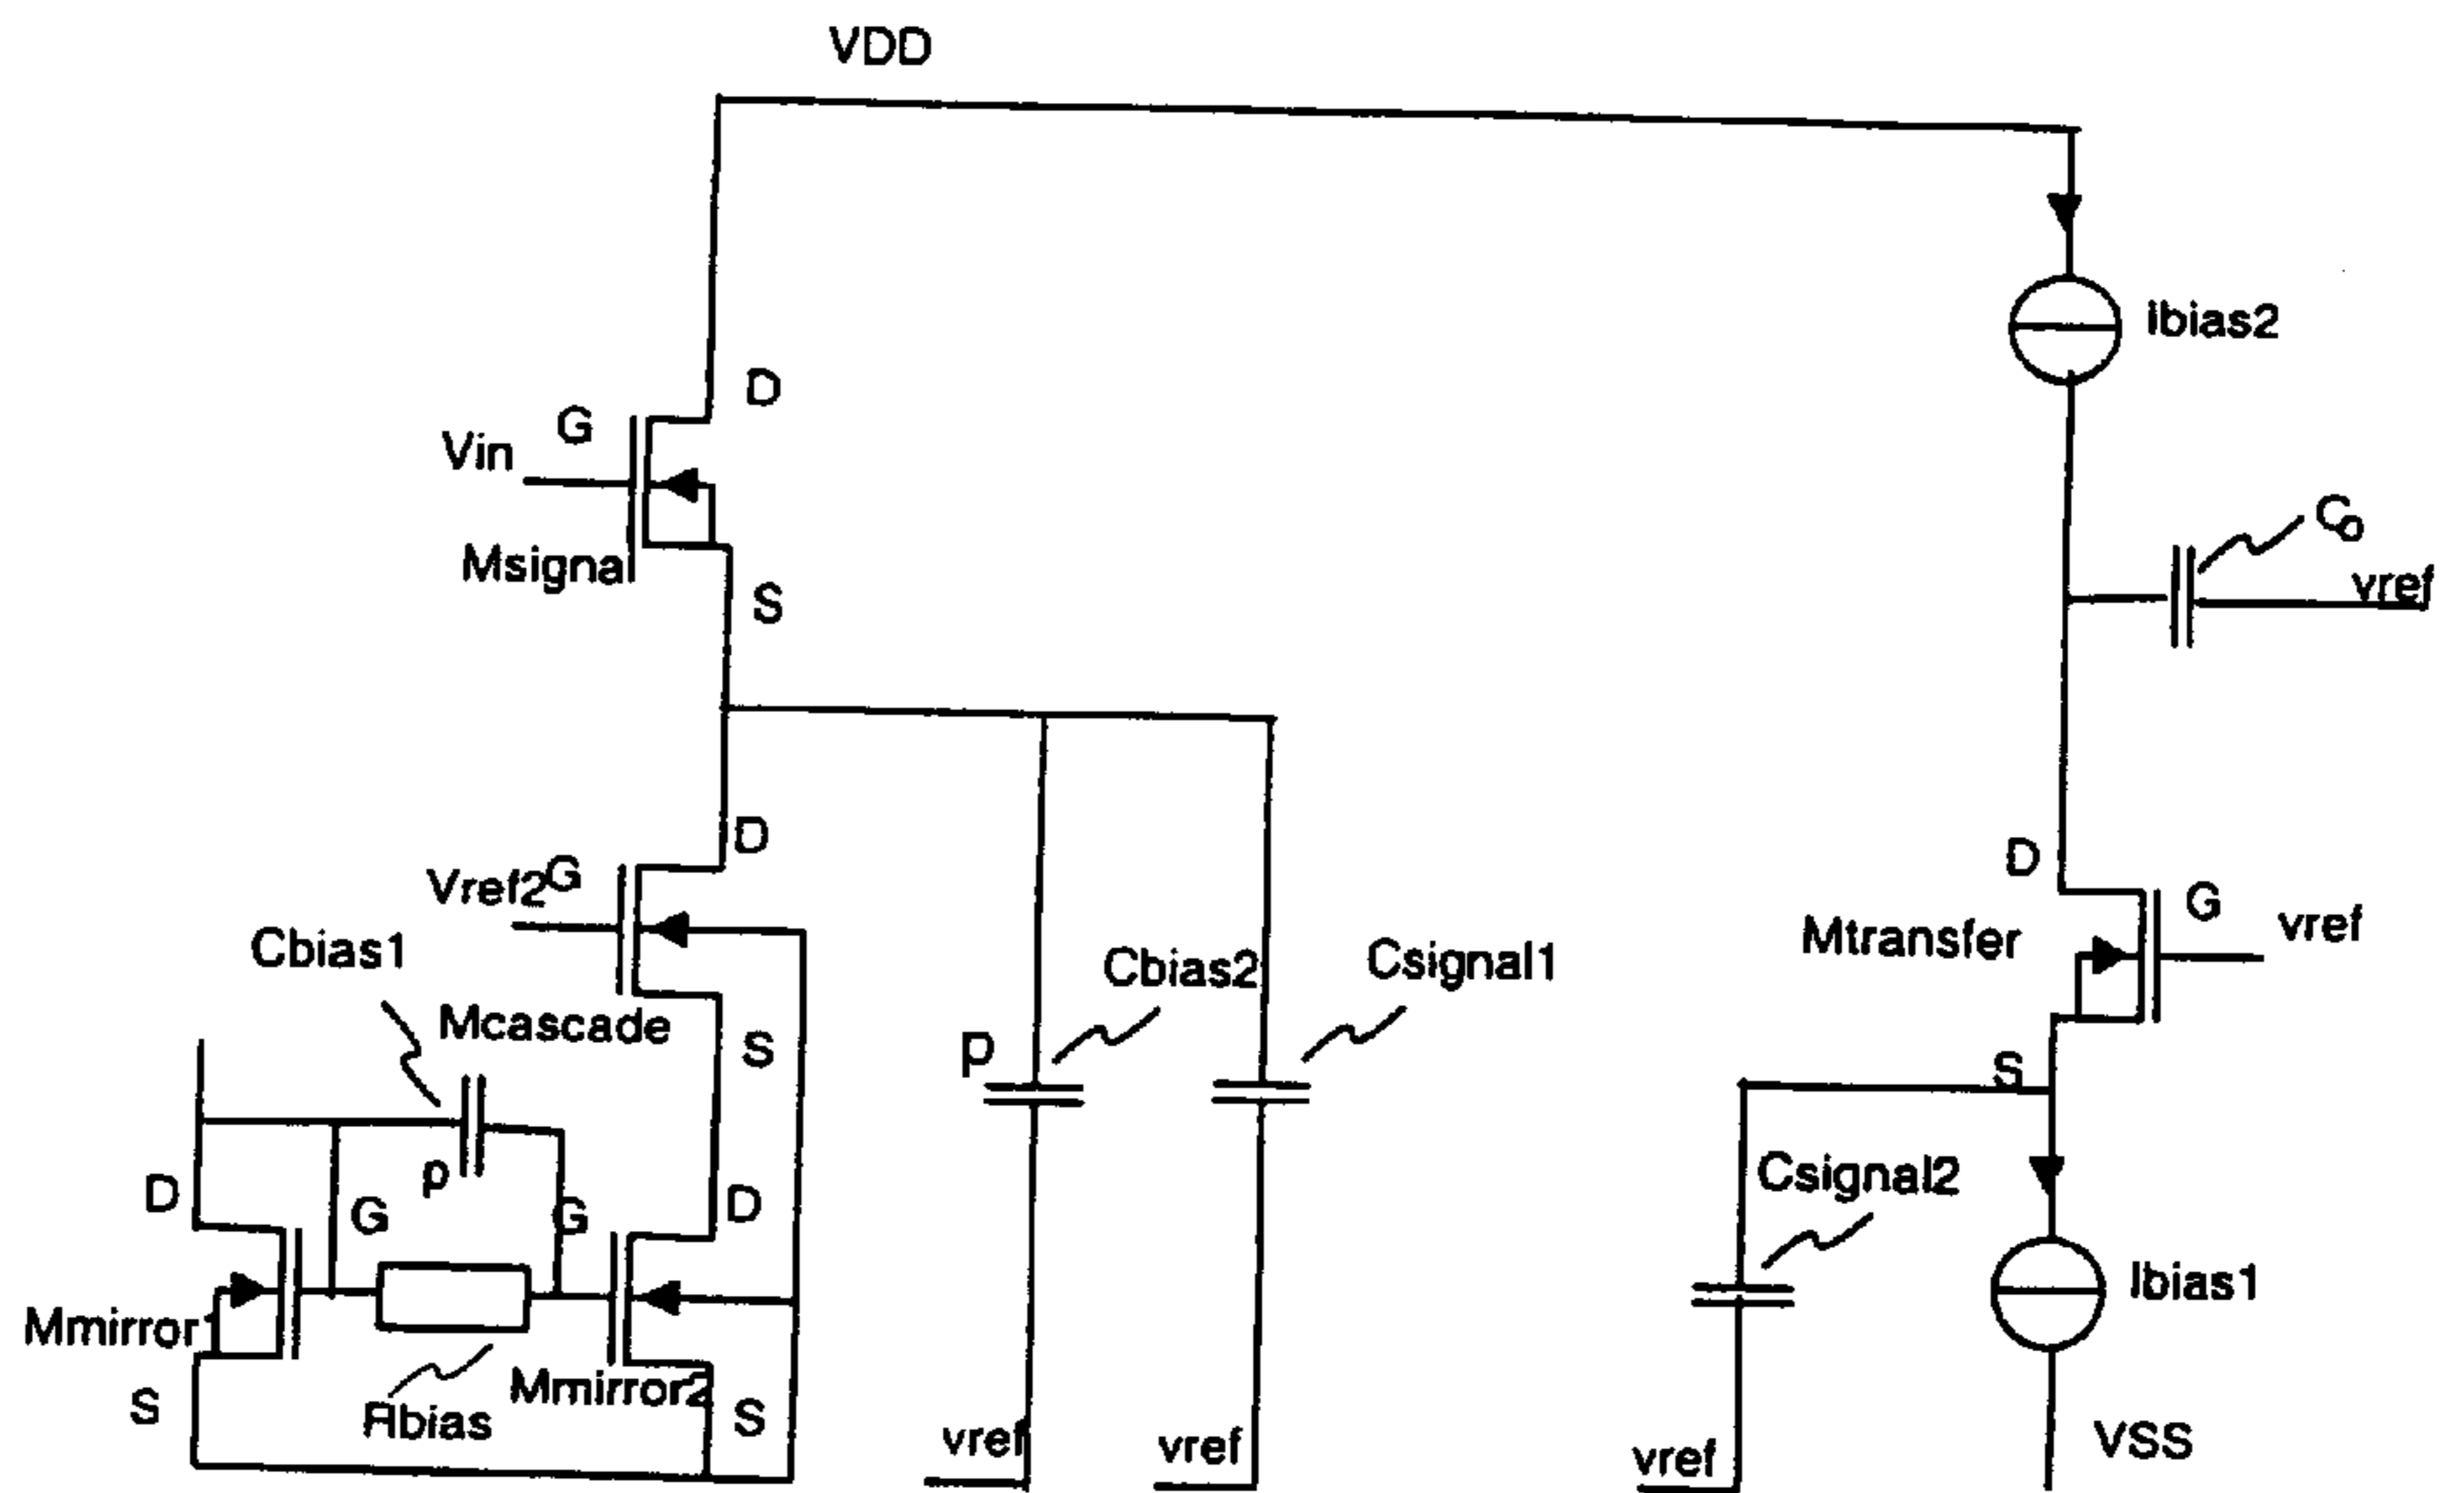 VDD
Ibias2
D
G
Vin
Msignal
S
Co
vref
D
Vref2
G
Cbias1
Mcascade
S
Cbias2
Csignal1
p
D
G
Mtransfer
vref
S
D
p
G
G
D
Csignal2
Mmirror1
Ibias1
S
Rbias
Mmirror2
S
vref
vref
vref
VSS